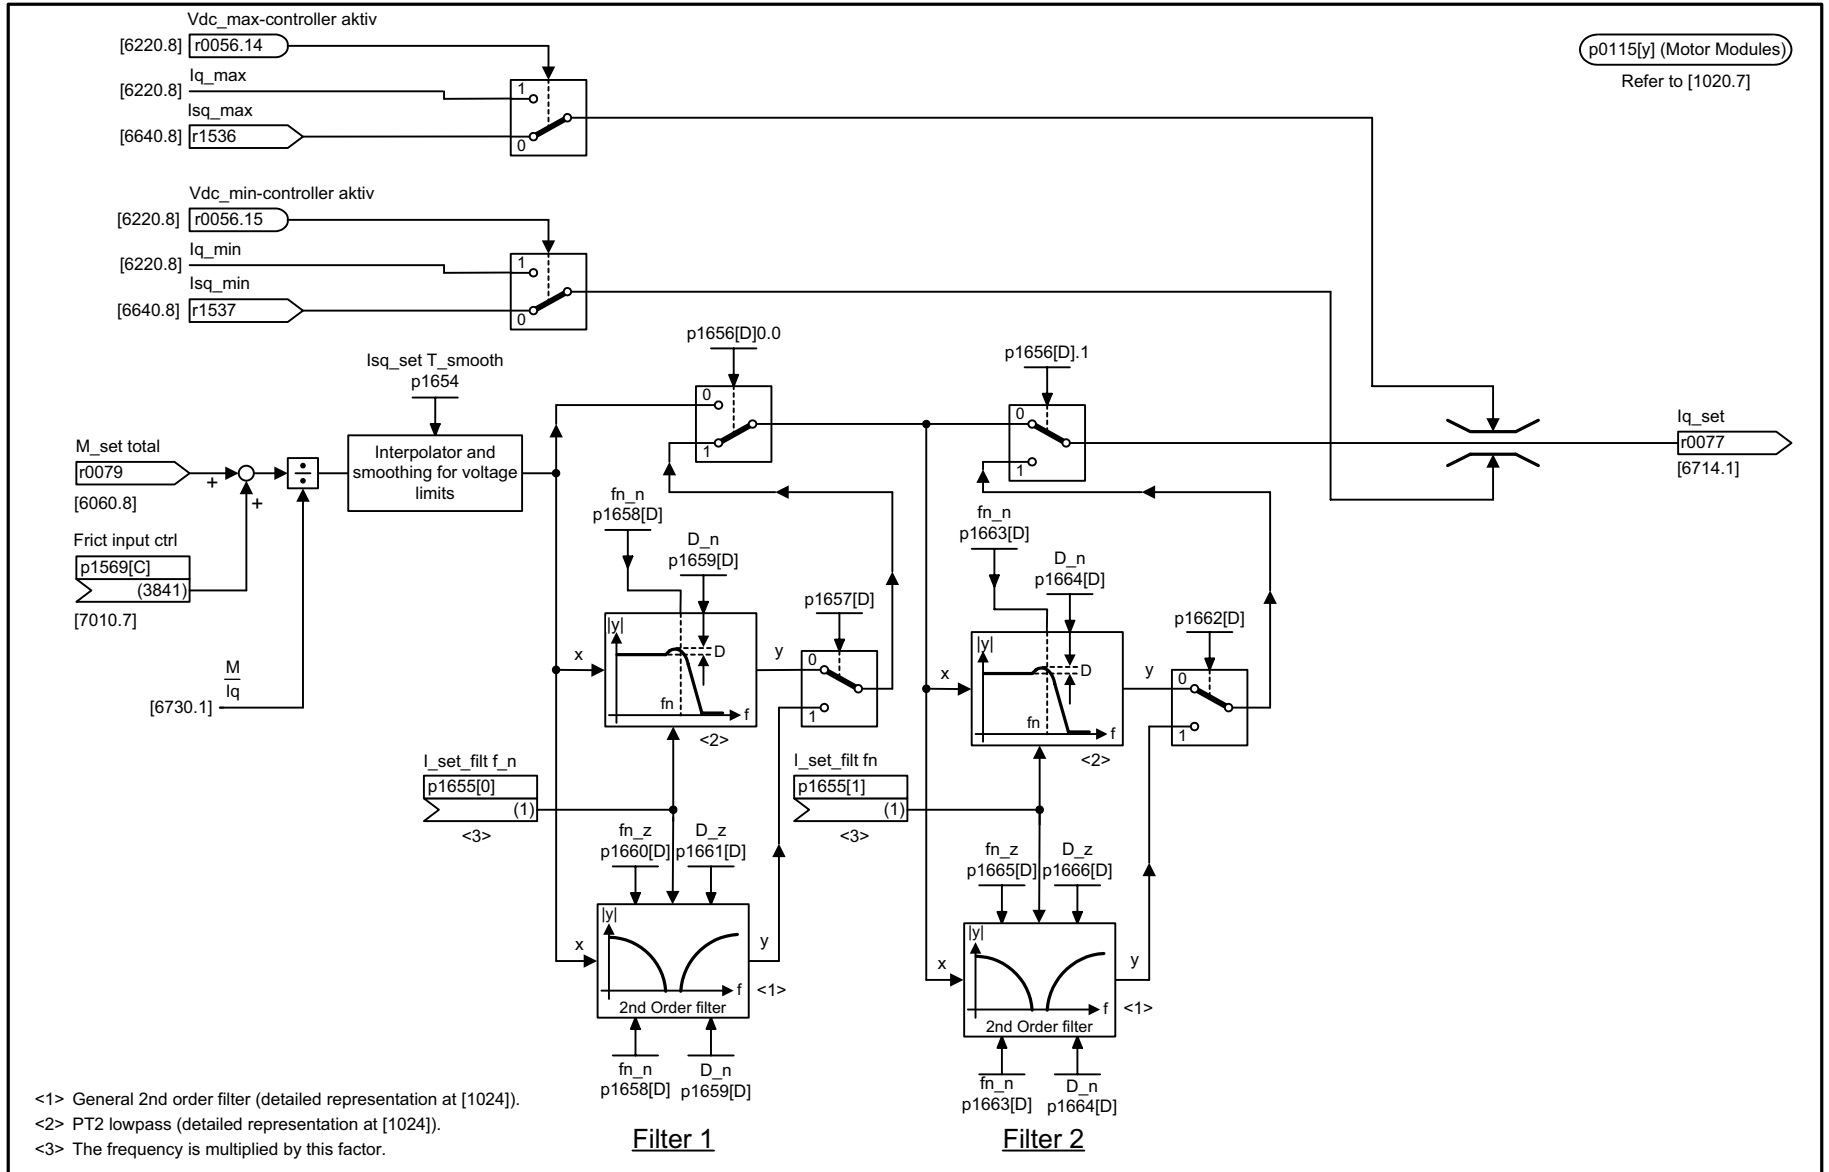 Vdc_max-controller aktiv
[6220.8] r0056.14
Iq_max
[6220.8]
Isq_max
[6640.8] r1536
1
0
p0115[y] (Motor Modules)
Refer to [1020.7]
Vdc_min-controller aktiv
[6220.8] r0056.15
Iq_min
[6220.8]
Isq_min
[6640.8] r1537
1
0
Isq_set T_smooth
p1654
p1656[D]0.0
0
1
p1656[D].1
0
1
M_set total
r0079
[6060.8]
+
+
÷
Interpolator and
smoothing for voltage
limits
Iq_set
r0077
[6714.1]
Frict input ctrl
p1569[C]
(3841)
[7010.7]
M
Iq
[6730.1]
fn_n
p1658[D]
D_n
p1659[D]
p1657[D]
|y|
D
x
y
fn
f
0
1
<2>
fn_n
p1663[D]
D_n
p1664[D]
p1662[D]
|y|
D
x
y
fn
f
0
1
<2>
I_set_filt f_n
p1655[0]
(1)
<3>
I_set_filt fn
p1655[1]
(1)
<3>
fn_z
p1660[D]
D_z
p1661[D]
|y|
x
y
f
<1>
2nd Order filter
fn_n
p1658[D]
D_n
p1659[D]
fn_z
p1665[D]
D_z
p1666[D]
|y|
x
y
f
<1>
2nd Order filter
fn_n
p1663[D]
D_n
p1664[D]
<1> General 2nd order filter (detailed representation at [1024]).
<2> PT2 lowpass (detailed representation at [1024]).
<3> The frequency is multiplied by this factor.
Filter 1
Filter 2